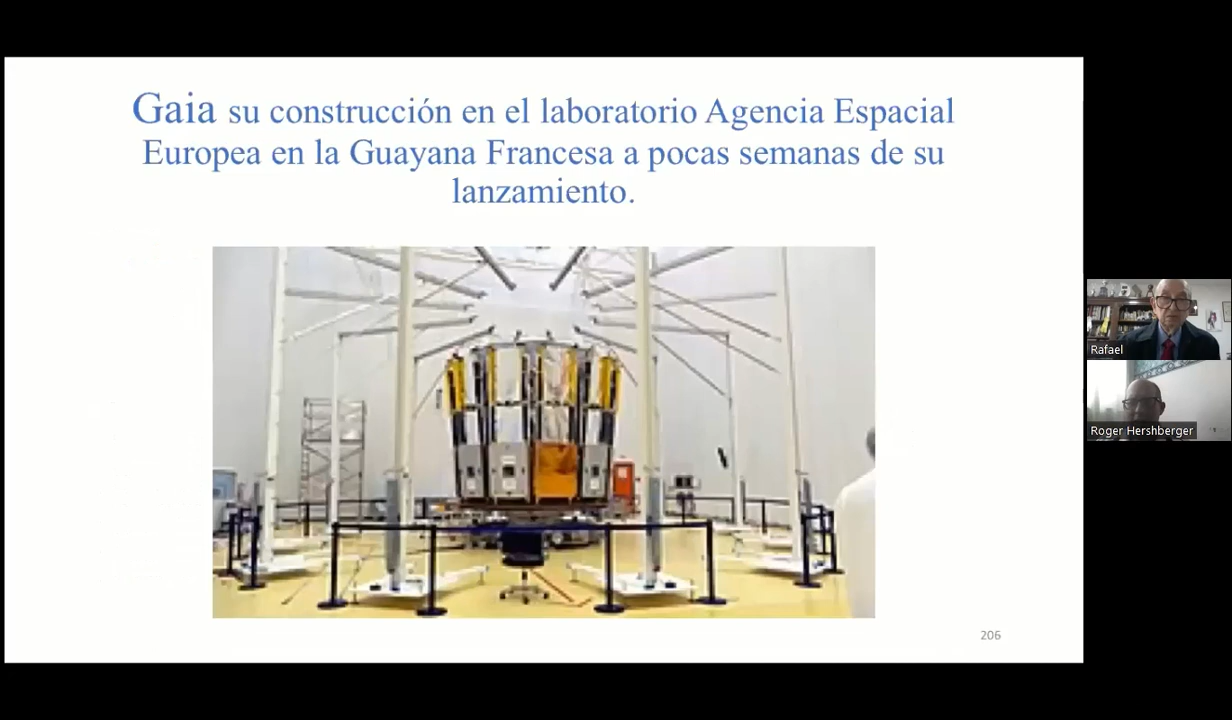 Gaia su construcción en el laboratorio Agencia Espacial
Europea en la Guayana Francesa a pocas semanas de su
lanzamiento.
206
Rafael
Roger Hershberger